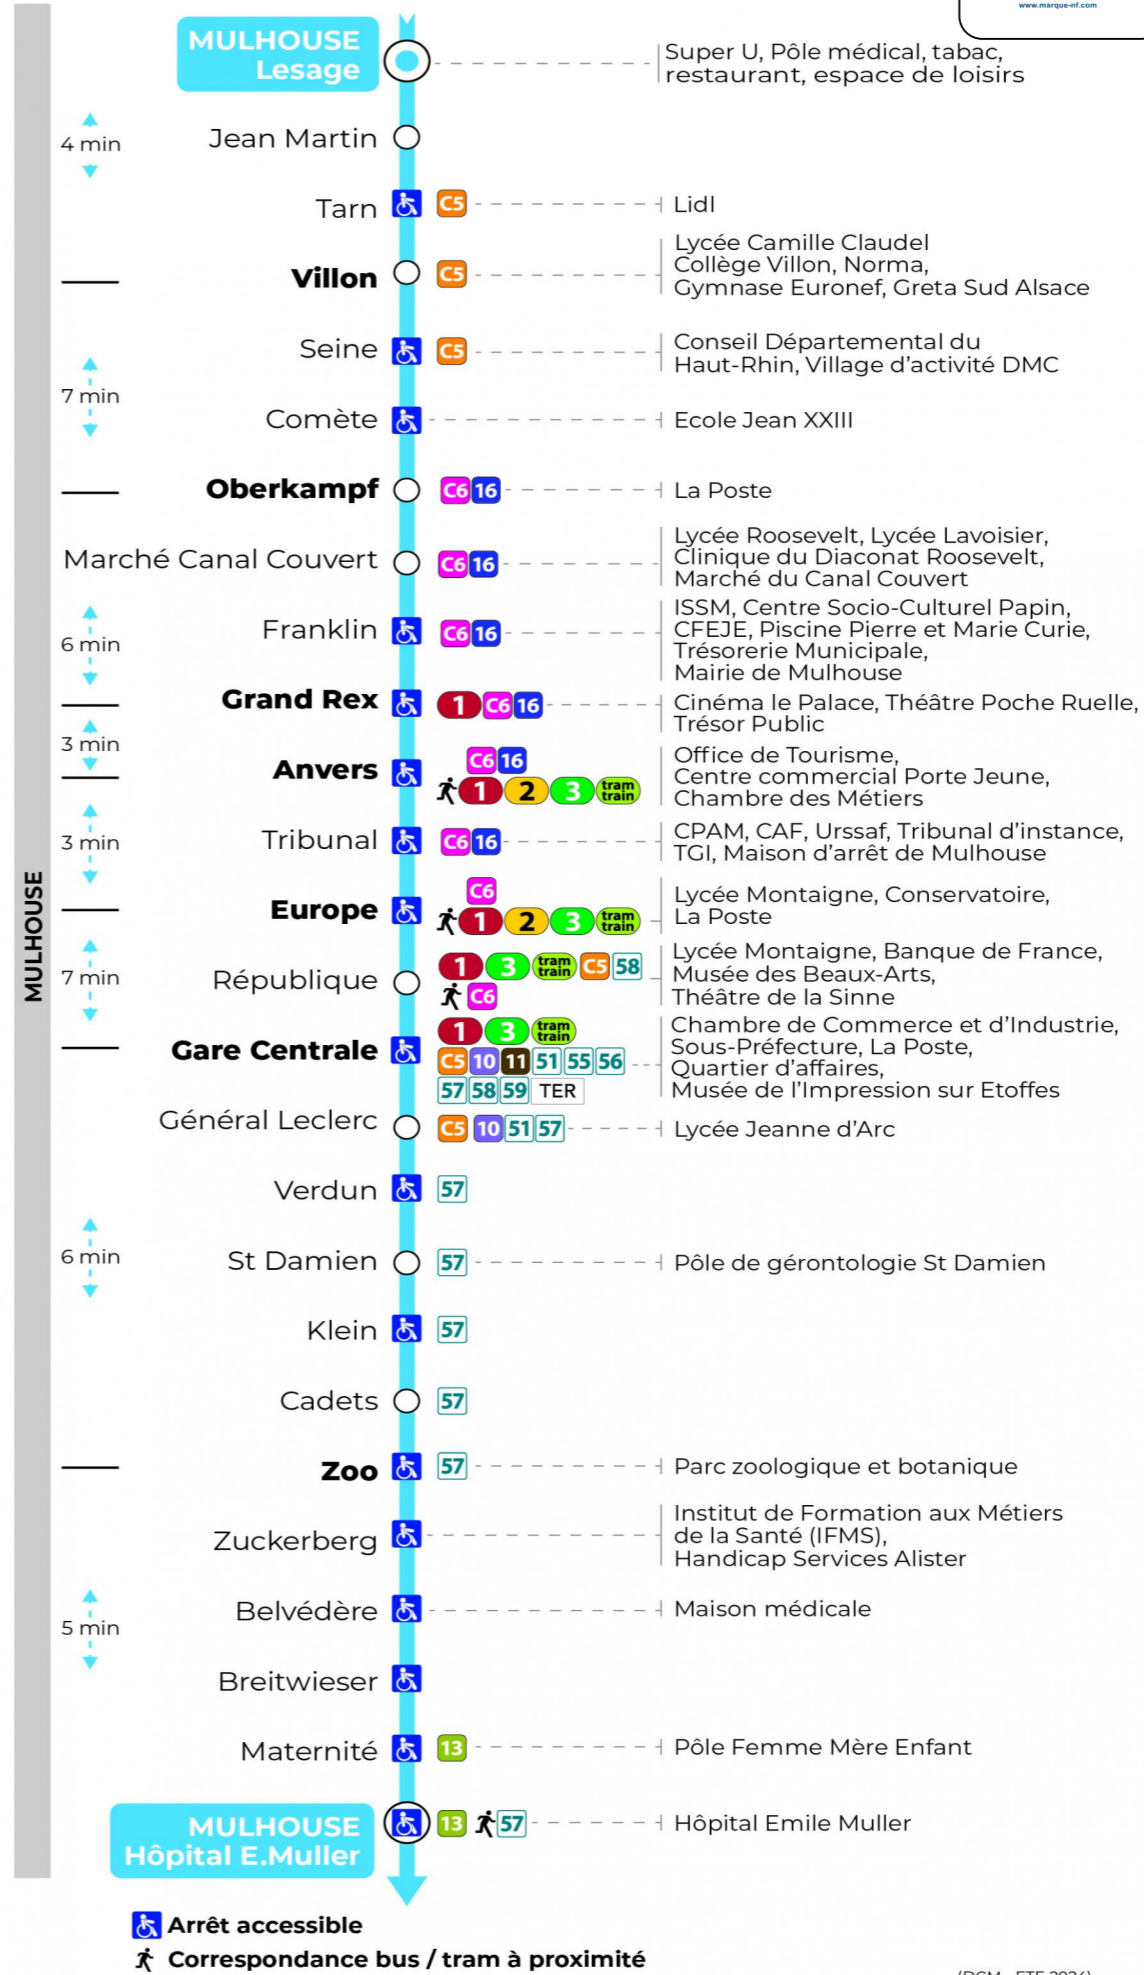 www.marque-nf.com
MULHOUSE
MULHOUSE
Lesage
Super U, Pôle médical, tabac,
restaurant, espace de loisirs
4 min
Jean Martin
Tarn C5 Lidl
Villon C5
Lycée Camille Claudel
Collège Villon, Norma,
Gymnase Euronef, Greta Sud Alsace
Seine C5
Conseil Départemental du
Haut-Rhin, Village d'activité DMC
7 min
Comète Ecole Jean XXIII
Oberkampf C6 16 La Poste
Marché Canal Couvert C6 16
Lycée Roosevelt, Lycée Lavoisier,
Clinique du Diaconat Roosevelt,
Marché du Canal Couvert
6 min
Franklin C6 16
ISSM, Centre Socio-Culturel Papin,
CFEJE, Piscine Pierre et Marie Curie,
Trésorerie Municipale,
Mairie de Mulhouse
Grand Rex 1 C6 16
Cinéma le Palace, Théâtre Poche Ruelle,
Trésor Public
3 min
Anvers
C6 16
1 2 3 tram train
Office de Tourisme,
Centre commercial Porte Jeune,
Chambre des Métiers
3 min
Tribunal C6 16
CPAM, CAF, Urssaf, Tribunal d'instance,
TGI, Maison d'arrêt de Mulhouse
Europe
C6
1 2 3 tram train
Lycée Montaigne, Conservatoire,
La Poste
7 min
République
1 3 tram train C5 58
C6
Lycée Montaigne, Banque de France,
Musée des Beaux-Arts,
Théâtre de la Sinne
Gare Centrale
1 3 tram train
C5 10 11 51 55 56
57 58 59 TER
Chambre de Commerce et d'Industrie,
Sous-Préfecture, La Poste,
Quartier d'affaires,
Musée de l'Impression sur Etoffes
Général Leclerc C5 10 51 57 Lycée Jeanne d'Arc
Verdun 57
6 min
St Damien 57 Pôle de gérontologie St Damien
Klein 57
Cadets 57
Zoo 57 Parc zoologique et botanique
Zuckerberg
Institut de Formation aux Métiers
de la Santé (IFMS),
Handicap Services Alister
Belvédère Maison médicale
5 min
Breitwieser
Maternité 13 Pôle Femme Mère Enfant
MULHOUSE
Hôpital E.Muller
13 57 Hôpital Emile Muller
Arrêt accessible
Correspondance bus / tram à proximité